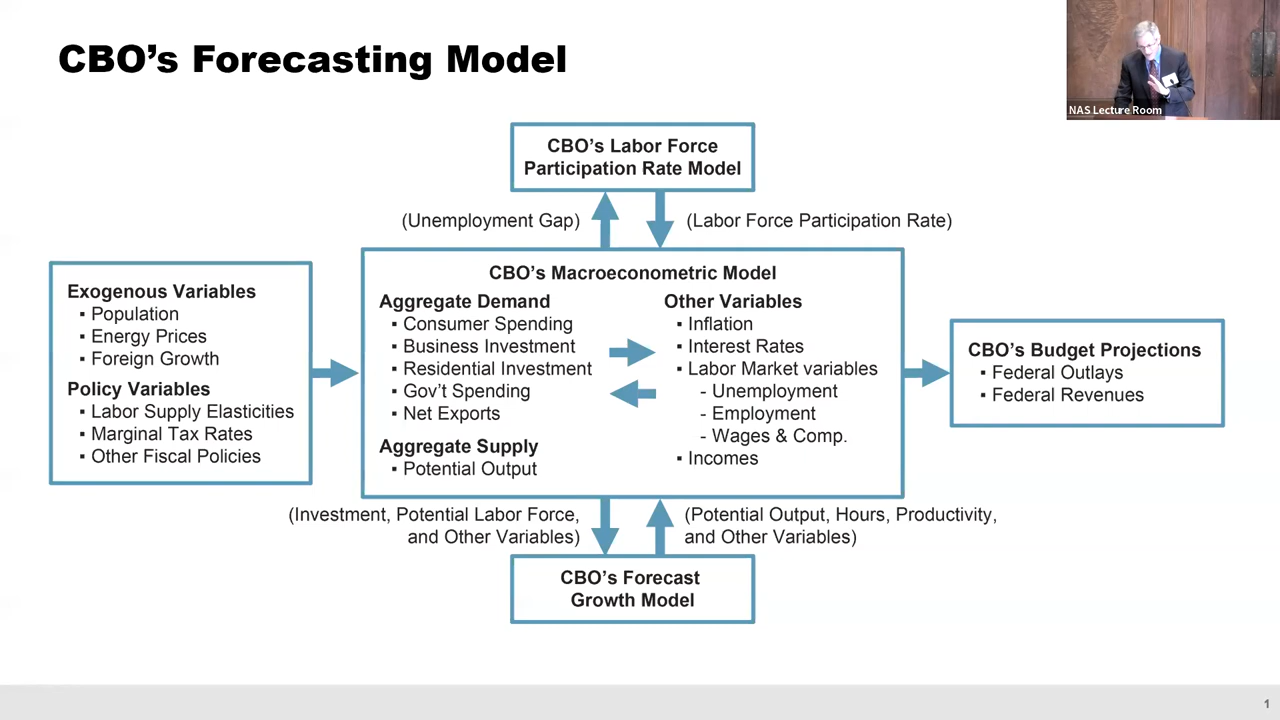 CBO’s Forecasting Model
NAS Lecture Room
CBO’s Labor Force
Participation Rate Model
(Unemployment Gap)
(Labor Force Participation Rate)
Exogenous Variables
▪ Population
▪ Energy Prices
▪ Foreign Growth
Policy Variables
▪ Labor Supply Elasticities
▪ Marginal Tax Rates
▪ Other Fiscal Policies
CBO’s Macroeconometric Model
Aggregate Demand
▪ Consumer Spending
▪ Business Investment
▪ Residential Investment
▪ Gov’t Spending
▪ Net Exports
Aggregate Supply
▪ Potential Output
Other Variables
▪ Inflation
▪ Interest Rates
▪ Labor Market variables
- Unemployment
- Employment
- Wages & Comp.
▪ Incomes
CBO’s Budget Projections
▪ Federal Outlays
▪ Federal Revenues
(Investment, Potential Labor Force,
and Other Variables)
(Potential Output, Hours, Productivity,
and Other Variables)
CBO’s Forecast
Growth Model
1